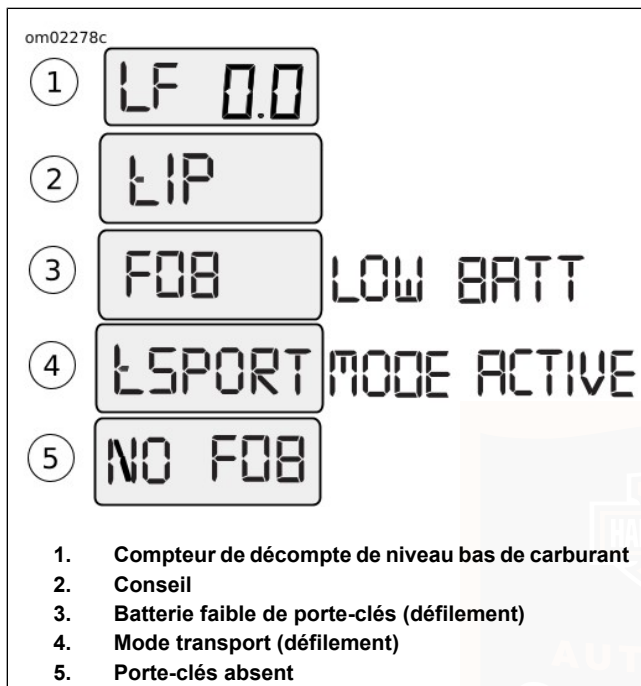 om02278c
1 LF 0.0
2 tIP
3 FOB LOW BATT
4 tSPORT MODE ACTIVE
5 NO FOB
1. Compteur de décompte de niveau bas de carburant
2. Conseil
3. Batterie faible de porte-clés (défilement)
4. Mode transport (défilement)
5. Porte-clés absent